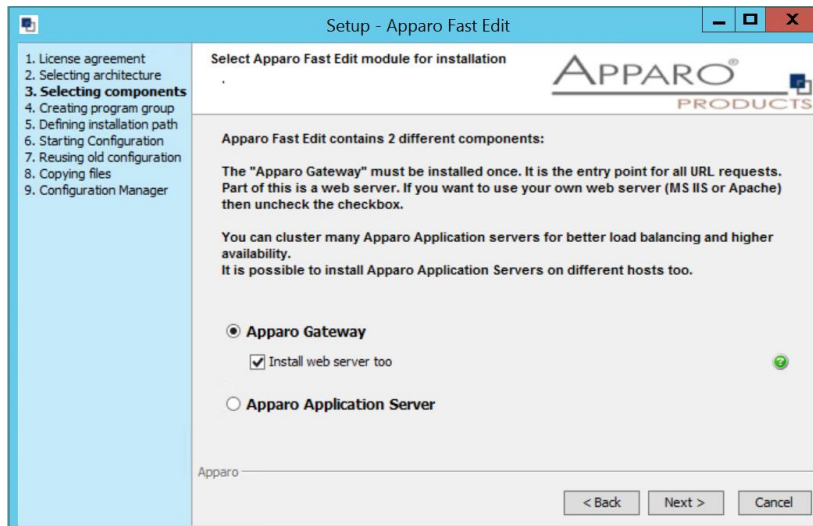 Setup - Apparo Fast Edit
1. License agreement
2. Selecting architecture
3. Selecting components
4. Creating program group
5. Defining installation path
6. Starting Configuration
7. Reusing old configuration
8. Copying files
9. Configuration Manager
Select Apparo Fast Edit module for installation
.
APPARO®
PRODUCTS
Apparo Fast Edit contains 2 different components:
The "Apparo Gateway" must be installed once. It is the entry point for all URL requests.
Part of this is a web server. If you want to use your own web server (MS IIS or Apache)
then uncheck the checkbox.
You can cluster many Apparo Application servers for better load balancing and higher
availability.
It is possible to install Apparo Application Servers on different hosts too.
Apparo Gateway
Install web server too
Apparo Application Server
Apparo
< Back
Next >
Cancel